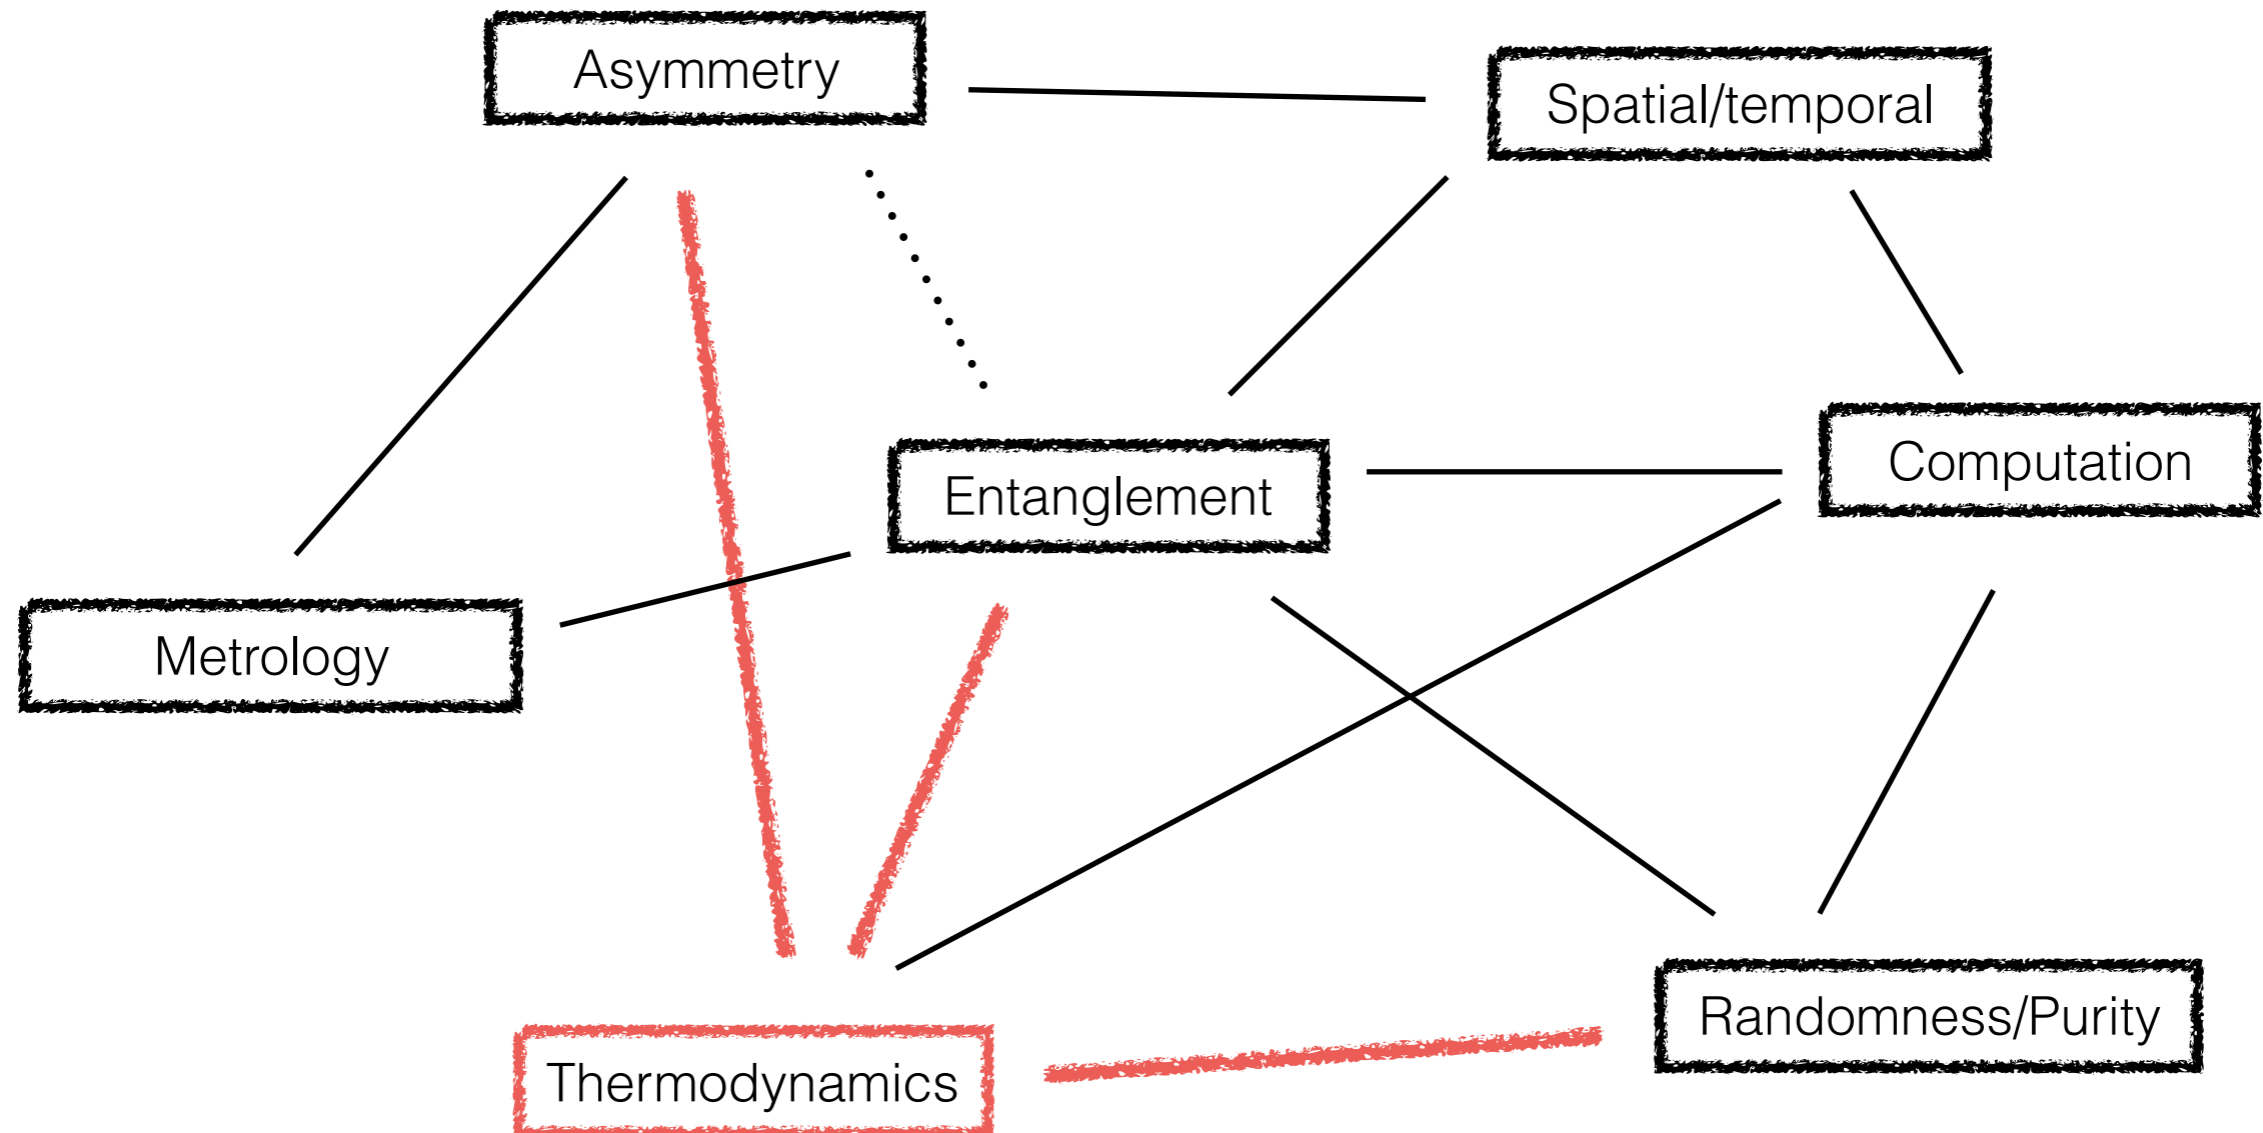 Asymmetry
Spatial/temporal
Computation
Entanglement
Metrology
Randomness/Purity
Thermodynamics